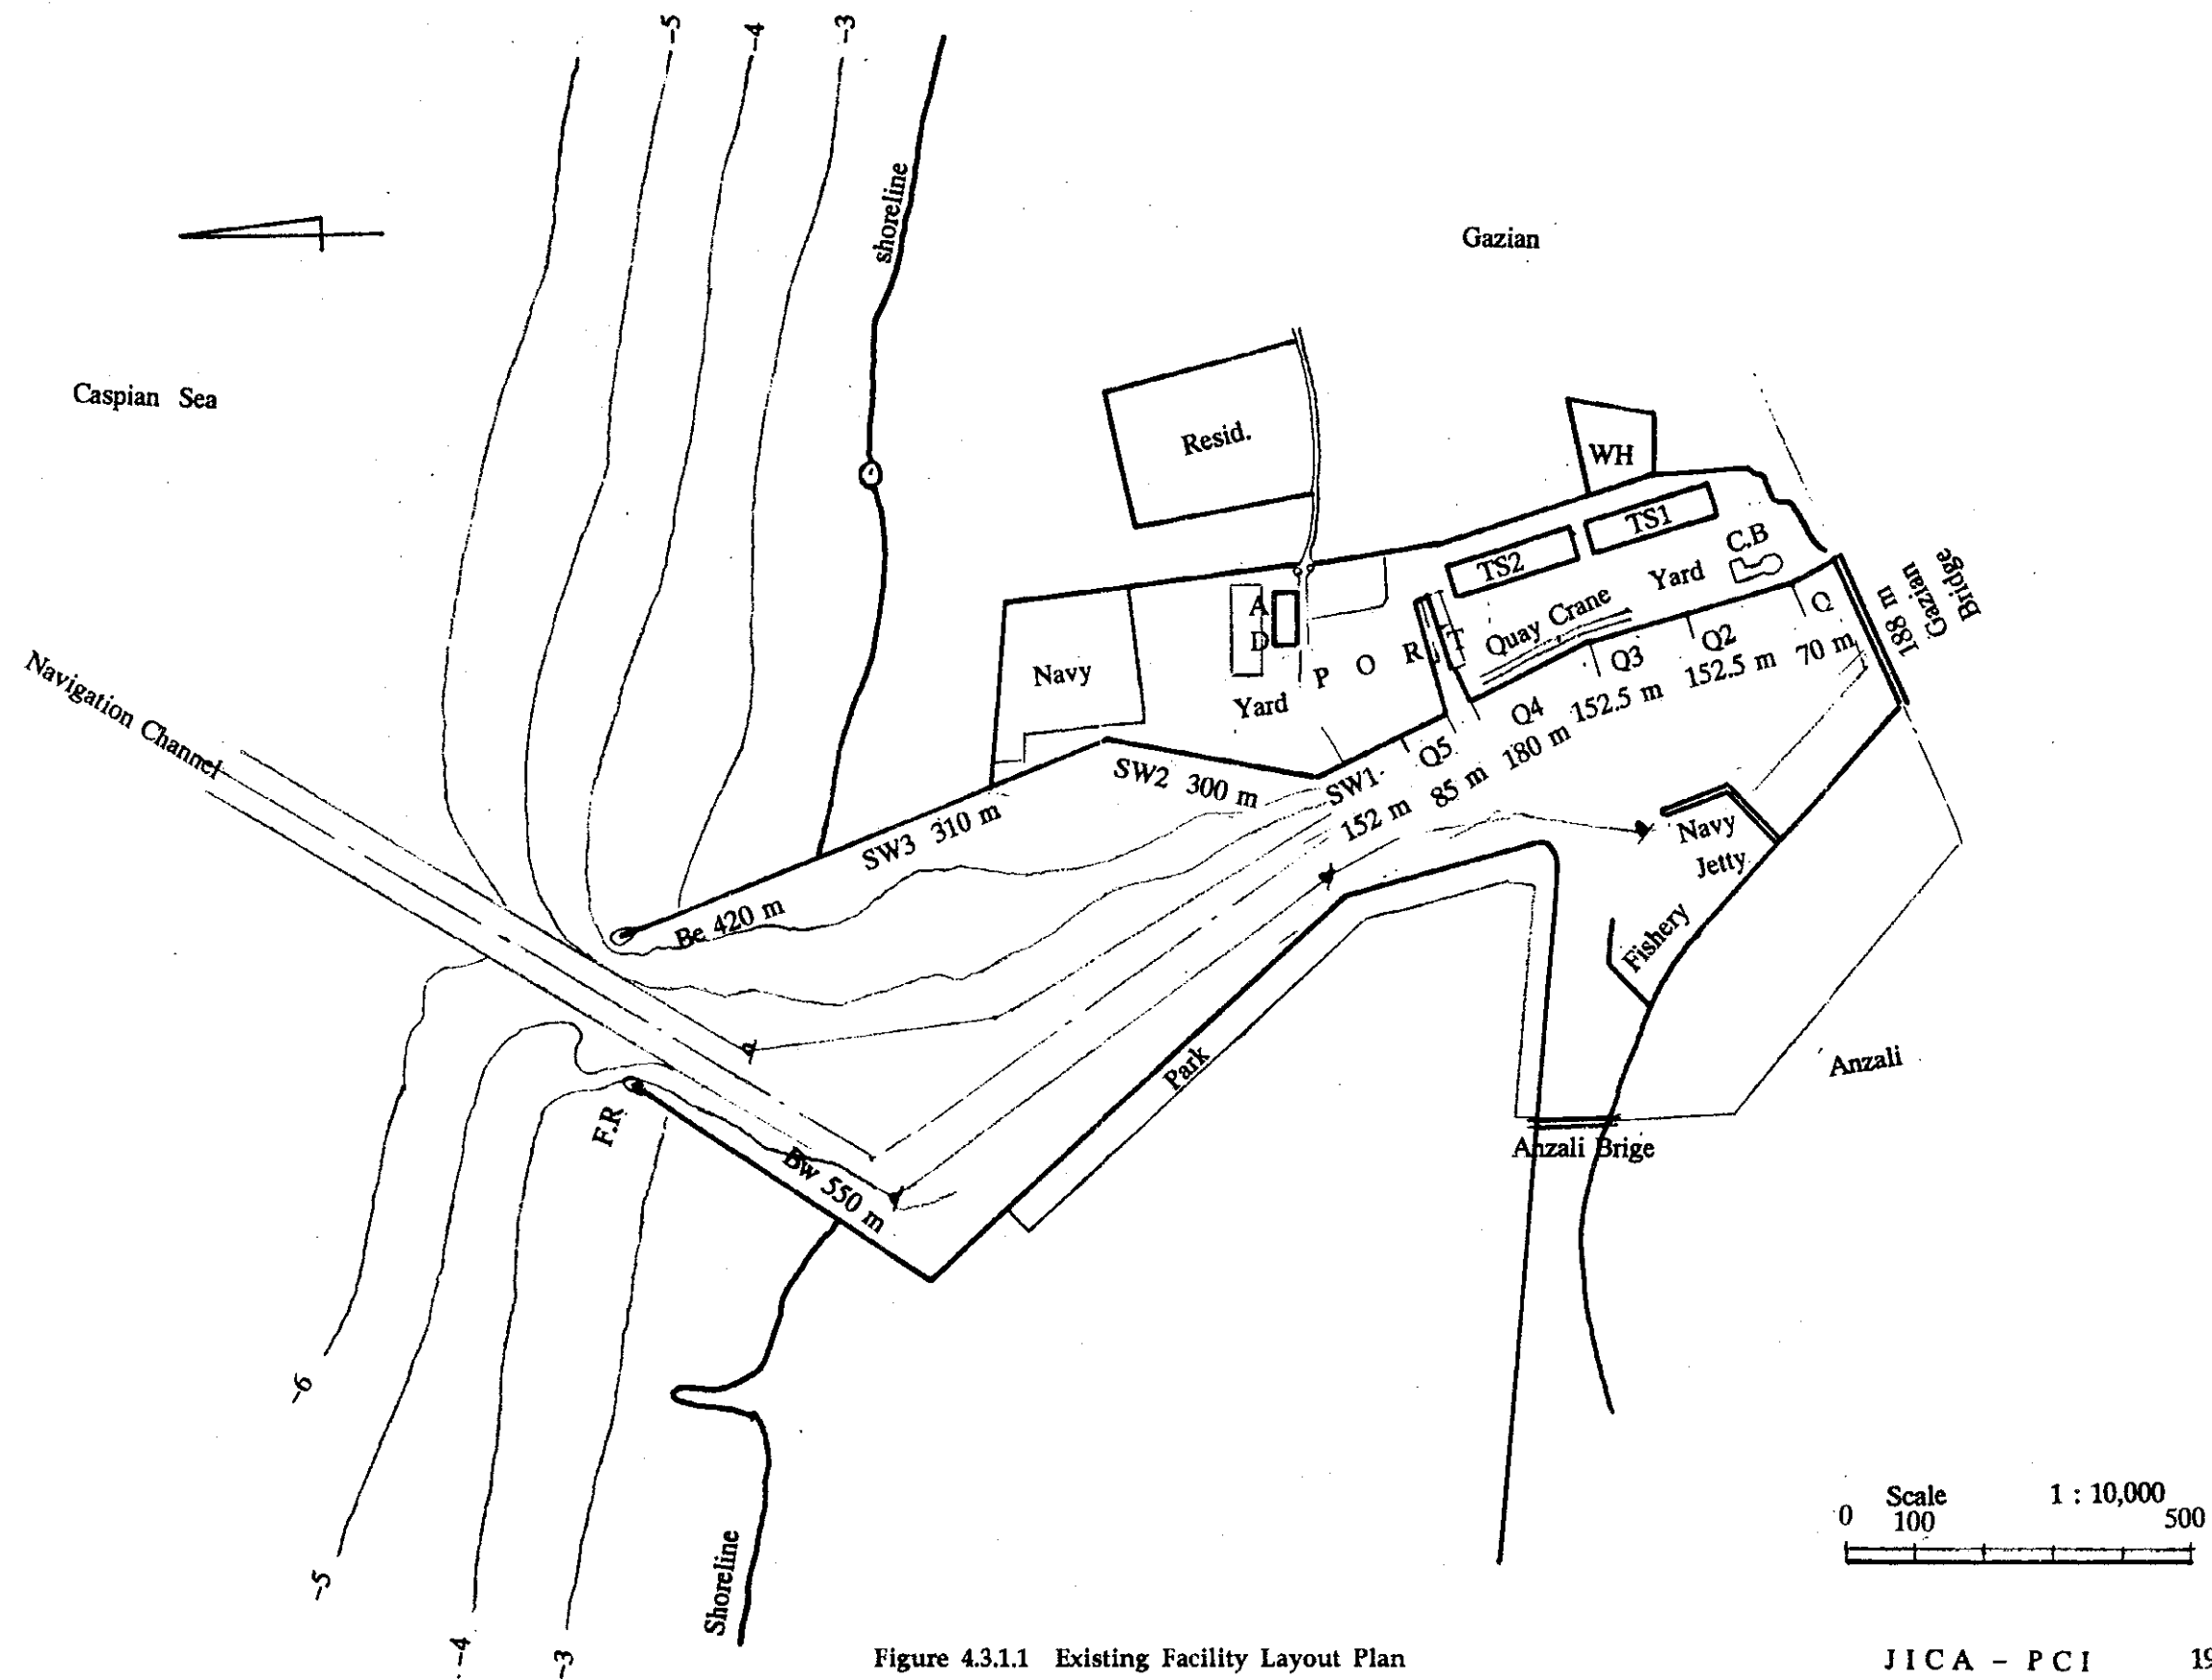 -5
-4
-3
shoreline
Gazian
Caspian Sea
Resid.
WH
TS1
TS2
C.B
Yard
Quay Crane
A
D
P O R T
Navy
Yard
Navigation Channel
Bridge
Gazian
188 m
Q
Q2
Q3
Q4
Q5
70 m
152.5 m
152.5 m
180 m
85 m
152 m
SW1
SW2 300 m
SW3 310 m
Be 420 m
Navy
Jetty
Fishery
Park
Anzali
Anzali Brige
F.R
Bw 550 m
-6
-5
-4
-3
Shoreline
Scale 1 : 10,000
0 100 500
Figure 4.3.1.1 Existing Facility Layout Plan
JICA - PCI 19